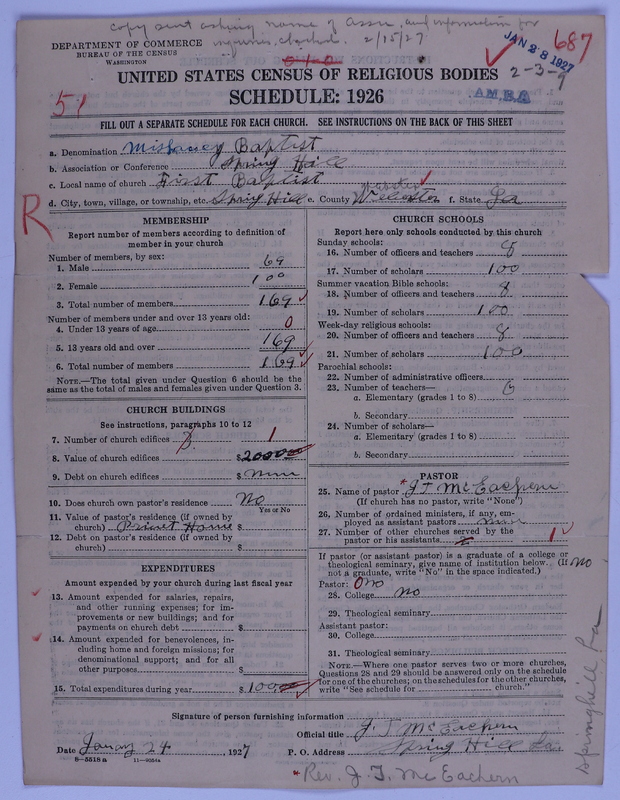 copy sent asking name of Assn, and information for
inquiries, checked. 2/15/27
DEPARTMENT OF COMMERCE
BUREAU OF THE CENSUS
WASHINGTON
JAN 28 1927
687
2-3-7
UNITED STATES CENSUS OF RELIGIOUS BODIES
SCHEDULE: 1926
51
FILL OUT A SEPARATE SCHEDULE FOR EACH CHURCH. SEE INSTRUCTIONS ON THE BACK OF THIS SHEET
a. Denomination Baptist
b. Association or Conference Spring Hill
c. Local name of church First Baptist
d. City, town, village, or township, etc. Spring Hill e. County Webster f. State La
R
MEMBERSHIP
Report number of members according to definition of
member in your church
Number of members, by sex:
1. Male 69
2. Female 100
3. Total number of members 169
Number of members under and over 13 years old:
4. Under 13 years of age 0
5. 13 years old and over 169
6. Total number of members 169
NOTE.—The total given under Question 6 should be the
same as the total of males and females given under Question 3.
CHURCH BUILDINGS
See instructions, paragraphs 10 to 12
7. Number of church edifices 1
8. Value of church edifices $2000
9. Debt on church edifices $
10. Does church own pastor's residence? No
Yes or No
11. Value of pastor's residence (if owned by
church) $
12. Debt on pastor's residence (if owned by
church) $
EXPENDITURES
Amount expended by your church during last fiscal year
13. Amount expended for salaries, repairs,
and other running expenses; for im-
provements or new buildings; and for
payments on church debt $
14. Amount expended for benevolences, in-
cluding home and foreign missions; for
denominational support; and for all
other purposes $
15. Total expenditures during year $
CHURCH SCHOOLS
Report here only schools conducted by this church
Sunday schools:
16. Number of officers and teachers 8
17. Number of scholars 100
Summer vacation Bible schools:
18. Number of officers and teachers 8
19. Number of scholars 100
Week-day religious schools:
20. Number of officers and teachers 8
21. Number of scholars 100
Parochial schools:
22. Number of administrative officers
23. Number of teachers—
a. Elementary (grades 1 to 8)
b. Secondary
24. Number of scholars—
a. Elementary (grades 1 to 8)
b. Secondary
PASTOR
25. Name of pastor *J T McEachern
(If church has no pastor, write "None")
26. Number of ordained ministers, if any, em-
ployed as assistant pastors
27. Number of other churches served by the
pastor or his assistants 1
If pastor (or assistant pastor) is a graduate of a college or
theological seminary, give name of institution below. (If
not a graduate, write "No" in the space indicated.) no
Pastor: no
28. College no
29. Theological seminary
Assistant pastor:
30. College
31. Theological seminary
NOTE.—Where one pastor serves two or more churches,
Questions 28 and 29 should be answered only on the schedule
for one of the churches; on the schedules for the other churches,
write "See schedule for church."
Springhill La
Signature of person furnishing information J. T McEachern
Official title
Date 24 1927 P. O. Address Spring Hill La.
8—5518a 11—9054a
*Rev. J. T. McEachern